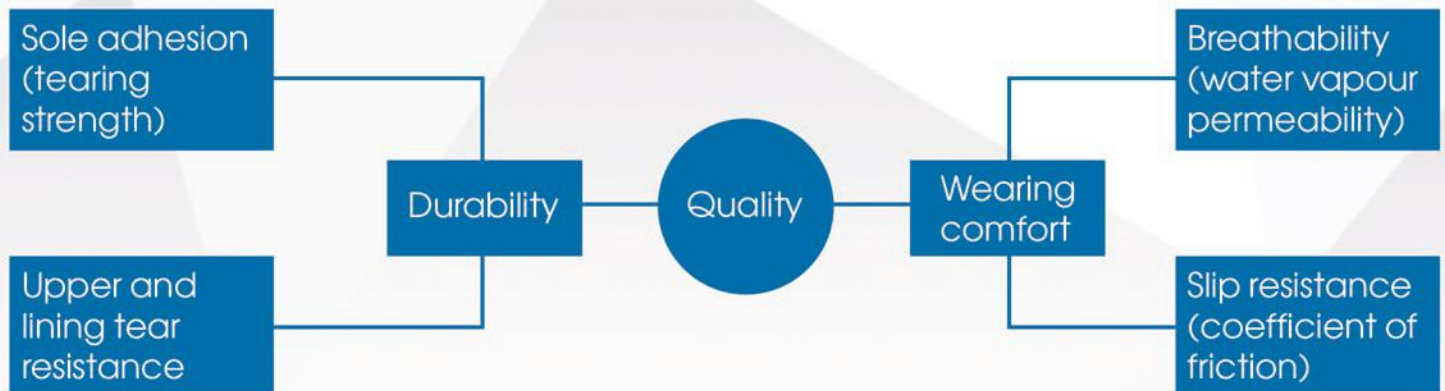 Sole adhesion
(tearing
strength)
Upper and
lining tear
resistance
Durability
Quality
Wearing
comfort
Breathability
(water vapour
permeability)
Slip resistance
(coefficient of
friction)